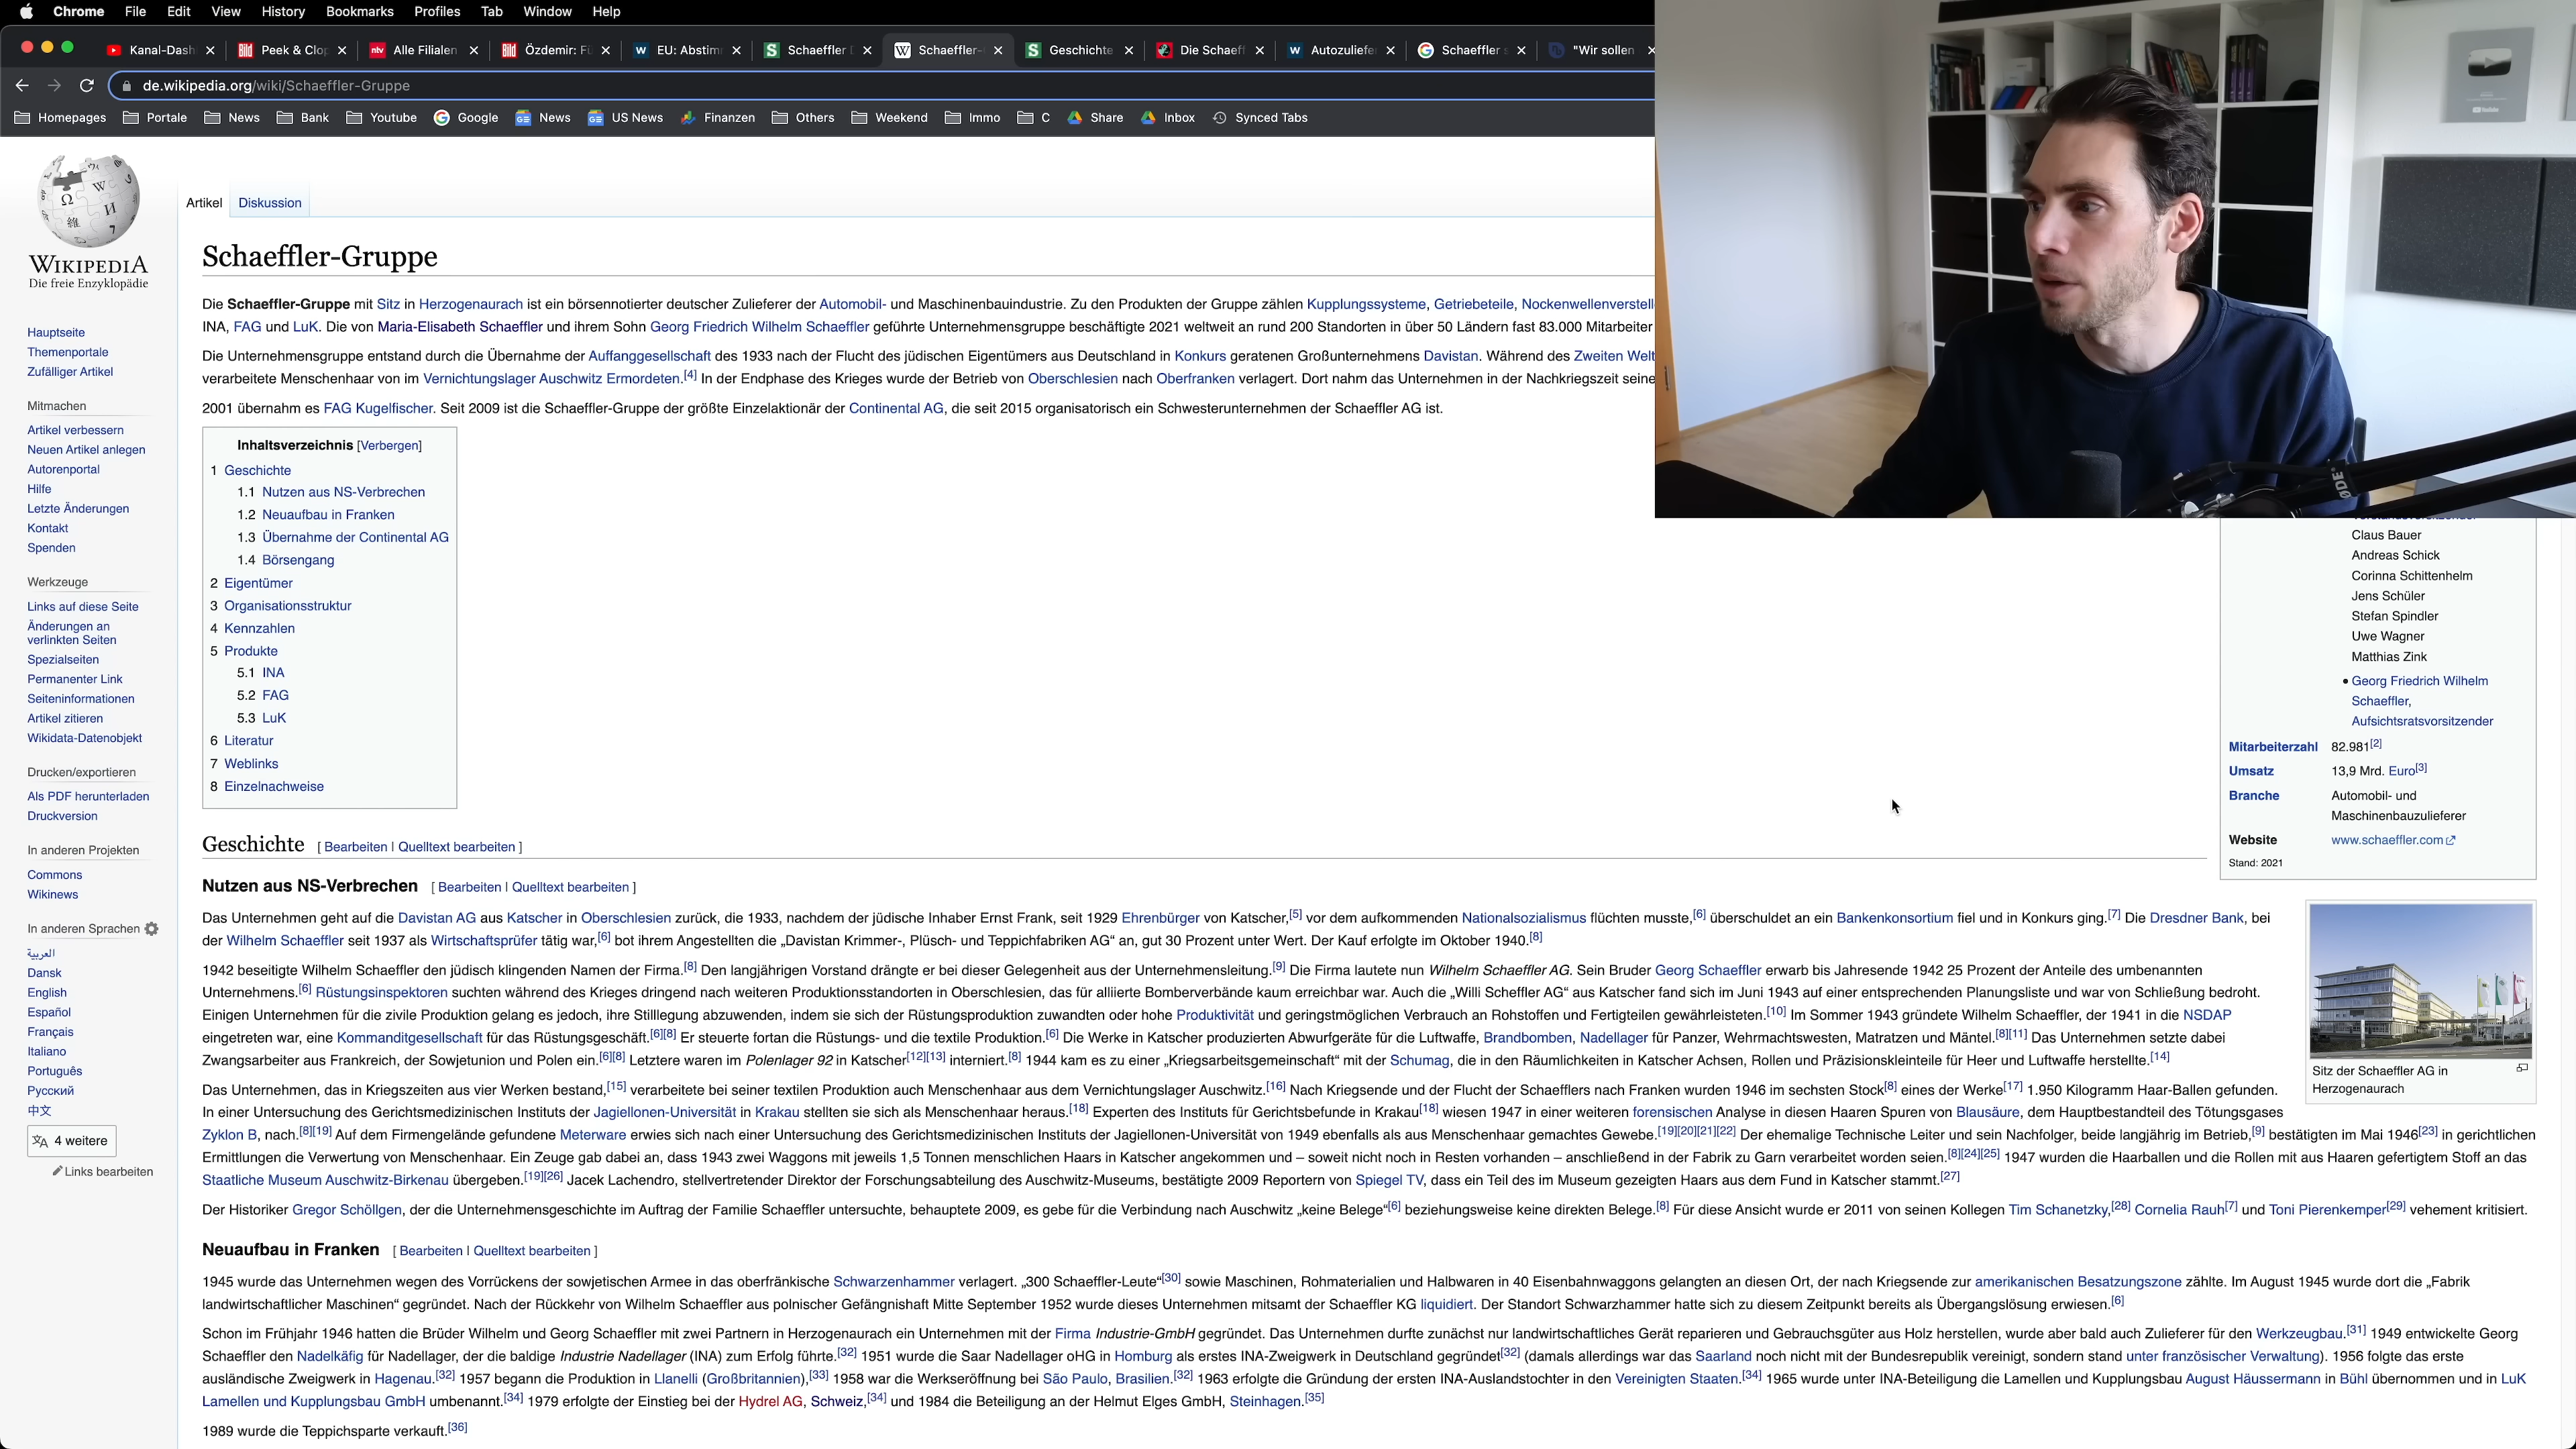 Chrome File Edit View History Bookmarks Profiles Tab Window Help
Kanal-Dash Peek & Clop Alle Filialen Özdemir: Fü EU: Abstim Schaeffler Schaeffler- Geschichte Die Schaeff Autozuliefe Schaeffler "Wir sollen
de.wikipedia.org/wiki/Schaeffler-Gruppe
Homepages Portale News Bank Youtube Google News US News Finanzen Others Weekend Immo C Share Inbox Synced Tabs
WIKIPEDIA
Die freie Enzyklopädie
Hauptseite
Themenportale
Zufälliger Artikel
Mitmachen
Artikel verbessern
Neuen Artikel anlegen
Autorenportal
Hilfe
Letzte Änderungen
Kontakt
Spenden
Werkzeuge
Links auf diese Seite
Änderungen an
verlinkten Seiten
Spezialseiten
Permanenter Link
Seiteninformationen
Artikel zitieren
Wikidata-Datenobjekt
Drucken/exportieren
Als PDF herunterladen
Druckversion
In anderen Projekten
Commons
Wikinews
In anderen Sprachen
العربية
Dansk
English
Español
Français
Italiano
Português
Русский
中文
4 weitere
Links bearbeiten
Artikel Diskussion
Schaeffler-Gruppe
Die Schaeffler-Gruppe mit Sitz in Herzogenaurach ist ein börsennotierter deutscher Zulieferer der Automobil- und Maschinenbauindustrie. Zu den Produkten der Gruppe zählen Kupplungssysteme, Getriebeteile, Nockenwellenverstell
INA, FAG und LuK. Die von Maria-Elisabeth Schaeffler und ihrem Sohn Georg Friedrich Wilhelm Schaeffler geführte Unternehmensgruppe beschäftigte 2021 weltweit an rund 200 Standorten in über 50 Ländern fast 83.000 Mitarbeiter
Die Unternehmensgruppe entstand durch die Übernahme der Auffanggesellschaft des 1933 nach der Flucht des jüdischen Eigentümers aus Deutschland in Konkurs geratenen Großunternehmens Davistan. Während des Zweiten Welt
verarbeitete Menschenhaar von im Vernichtungslager Auschwitz Ermordeten.[4] In der Endphase des Krieges wurde der Betrieb von Oberschlesien nach Oberfranken verlagert. Dort nahm das Unternehmen in der Nachkriegszeit seine
2001 übernahm es FAG Kugelfischer. Seit 2009 ist die Schaeffler-Gruppe der größte Einzelaktionär der Continental AG, die seit 2015 organisatorisch ein Schwesterunternehmen der Schaeffler AG ist.
Inhaltsverzeichnis [Verbergen]
1 Geschichte
1.1 Nutzen aus NS-Verbrechen
1.2 Neuaufbau in Franken
1.3 Übernahme der Continental AG
1.4 Börsengang
2 Eigentümer
3 Organisationsstruktur
4 Kennzahlen
5 Produkte
5.1 INA
5.2 FAG
5.3 LuK
6 Literatur
7 Weblinks
8 Einzelnachweise
Claus Bauer
Andreas Schick
Corinna Schittenhelm
Jens Schüler
Stefan Spindler
Uwe Wagner
Matthias Zink
• Georg Friedrich Wilhelm
Schaeffler,
Aufsichtsratsvorsitzender
Mitarbeiterzahl 82.981[2]
Umsatz 13,9 Mrd. Euro[3]
Branche Automobil- und
Maschinenbauzulieferer
Website www.schaeffler.com
Stand: 2021
Geschichte [ Bearbeiten | Quelltext bearbeiten ]
Nutzen aus NS-Verbrechen [ Bearbeiten | Quelltext bearbeiten ]
Das Unternehmen geht auf die Davistan AG aus Katscher in Oberschlesien zurück, die 1933, nachdem der jüdische Inhaber Ernst Frank, seit 1929 Ehrenbürger von Katscher,[5] vor dem aufkommenden Nationalsozialismus flüchten musste,[6] überschuldet an ein Bankenkonsortium fiel und in Konkurs ging.[7] Die Dresdner Bank, bei
der Wilhelm Schaeffler seit 1937 als Wirtschaftsprüfer tätig war,[6] bot ihrem Angestellten die „Davistan Krimmer-, Plüsch- und Teppichfabriken AG“ an, gut 30 Prozent unter Wert. Der Kauf erfolgte im Oktober 1940.[8]
1942 beseitigte Wilhelm Schaeffler den jüdisch klingenden Namen der Firma.[8] Den langjährigen Vorstand drängte er bei dieser Gelegenheit aus der Unternehmensleitung.[9] Die Firma lautete nun Wilhelm Schaeffler AG. Sein Bruder Georg Schaeffler erwarb bis Jahresende 1942 25 Prozent der Anteile des umbenannten
Unternehmens.[6] Rüstungsinspektoren suchten während des Krieges dringend nach weiteren Produktionsstandorten in Oberschlesien, das für alliierte Bomberverbände kaum erreichbar war. Auch die „Willi Scheffler AG“ aus Katscher fand sich im Juni 1943 auf einer entsprechenden Planungsliste und war von Schließung bedroht.
Einigen Unternehmen für die zivile Produktion gelang es jedoch, ihre Stilllegung abzuwenden, indem sie sich der Rüstungsproduktion zuwandten oder hohe Produktivität und geringstmöglichen Verbrauch an Rohstoffen und Fertigteilen gewährleisteten.[10] Im Sommer 1943 gründete Wilhelm Schaeffler, der 1941 in die NSDAP
eingetreten war, eine Kommanditgesellschaft für das Rüstungsgeschäft.[6][8] Er steuerte fortan die Rüstungs- und die textile Produktion.[6] Die Werke in Katscher produzierten Abwurfgeräte für die Luftwaffe, Brandbomben, Nadellager für Panzer, Wehrmachtswesten, Matratzen und Mäntel.[8][11] Das Unternehmen setzte dabei
Zwangsarbeiter aus Frankreich, der Sowjetunion und Polen ein.[6][8] Letztere waren im Polenlager 92 in Katscher[12][13] interniert.[8] 1944 kam es zu einer „Kriegsarbeitsgemeinschaft“ mit der Schumag, die in den Räumlichkeiten in Katscher Achsen, Rollen und Präzisionskleinteile für Heer und Luftwaffe herstellte.[14]
Das Unternehmen, das in Kriegszeiten aus vier Werken bestand,[15] verarbeitete bei seiner textilen Produktion auch Menschenhaar aus dem Vernichtungslager Auschwitz.[16] Nach Kriegsende und der Flucht der Schaefflers nach Franken wurden 1946 im sechsten Stock[8] eines der Werke[17] 1.950 Kilogramm Haar-Ballen gefunden.
In einer Untersuchung des Gerichtsmedizinischen Instituts der Jagiellonen-Universität in Krakau stellten sie sich als Menschenhaar heraus.[18] Experten des Instituts für Gerichtsbefunde in Krakau[18] wiesen 1947 in einer weiteren forensischen Analyse in diesen Haaren Spuren von Blausäure, dem Hauptbestandteil des Tötungsgases
Zyklon B, nach.[8][19] Auf dem Firmengelände gefundene Meterware erwies sich nach einer Untersuchung des Gerichtsmedizinischen Instituts der Jagiellonen-Universität von 1949 ebenfalls als aus Menschenhaar gemachtes Gewebe.[19][20][21][22] Der ehemalige Technische Leiter und sein Nachfolger, beide langjährig im Betrieb,[9] bestätigten im Mai 1946[23] in gerichtlichen
Ermittlungen die Verwertung von Menschenhaar. Ein Zeuge gab dabei an, dass 1943 zwei Waggons mit jeweils 1,5 Tonnen menschlichen Haars in Katscher angekommen und – soweit nicht noch in Resten vorhanden – anschließend in der Fabrik zu Garn verarbeitet worden seien.[8][24][25] 1947 wurden die Haarballen und die Rollen mit aus Haaren gefertigtem Stoff an das
Staatliche Museum Auschwitz-Birkenau übergeben.[19][26] Jacek Lachendro, stellvertretender Direktor der Forschungsabteilung des Auschwitz-Museums, bestätigte 2009 Reportern von Spiegel TV, dass ein Teil des im Museum gezeigten Haars aus dem Fund in Katscher stammt.[27]
Der Historiker Gregor Schöllgen, der die Unternehmensgeschichte im Auftrag der Familie Schaeffler untersuchte, behauptete 2009, es gebe für die Verbindung nach Auschwitz „keine Belege“[6] beziehungsweise keine direkten Belege.[8] Für diese Ansicht wurde er 2011 von seinen Kollegen Tim Schanetzky,[28] Cornelia Rauh[7] und Toni Pierenkemper[29] vehement kritisiert.
Sitz der Schaeffler AG in
Herzogenaurach
Neuaufbau in Franken [ Bearbeiten | Quelltext bearbeiten ]
1945 wurde das Unternehmen wegen des Vorrückens der sowjetischen Armee in das oberfränkische Schwarzenhammer verlagert. „300 Schaeffler-Leute“[30] sowie Maschinen, Rohmaterialien und Halbwaren in 40 Eisenbahnwaggons gelangten an diesen Ort, der nach Kriegsende zur amerikanischen Besatzungszone zählte. Im August 1945 wurde dort die „Fabrik
landwirtschaftlicher Maschinen“ gegründet. Nach der Rückkehr von Wilhelm Schaeffler aus polnischer Gefängnishaft Mitte September 1952 wurde dieses Unternehmen mitsamt der Schaeffler KG liquidiert. Der Standort Schwarzhammer hatte sich zu diesem Zeitpunkt bereits als Übergangslösung erwiesen.[6]
Schon im Frühjahr 1946 hatten die Brüder Wilhelm und Georg Schaeffler mit zwei Partnern in Herzogenaurach ein Unternehmen mit der Firma Industrie-GmbH gegründet. Das Unternehmen durfte zunächst nur landwirtschaftliches Gerät reparieren und Gebrauchsgüter aus Holz herstellen, wurde aber bald auch Zulieferer für den Werkzeugbau.[31] 1949 entwickelte Georg
Schaeffler den Nadelkäfig für Nadellager, der die baldige Industrie Nadellager (INA) zum Erfolg führte.[32] 1951 wurde die Saar Nadellager oHG in Homburg als erstes INA-Zweigwerk in Deutschland gegründet[32] (damals allerdings war das Saarland noch nicht mit der Bundesrepublik vereinigt, sondern stand unter französischer Verwaltung). 1956 folgte das erste
ausländische Zweigwerk in Hagenau.[32] 1957 begann die Produktion in Llanelli (Großbritannien),[33] 1958 war die Werkseröffnung bei São Paulo, Brasilien.[32] 1963 erfolgte die Gründung der ersten INA-Auslandstochter in den Vereinigten Staaten.[34] 1965 wurde unter INA-Beteiligung die Lamellen und Kupplungsbau August Häussermann in Bühl übernommen und in LuK
Lamellen und Kupplungsbau GmbH umbenannt.[34] 1979 erfolgte der Einstieg bei der Hydrel AG, Schweiz,[34] und 1984 die Beteiligung an der Helmut Elges GmbH, Steinhagen.[35]
1989 wurde die Teppichsparte verkauft.[36]